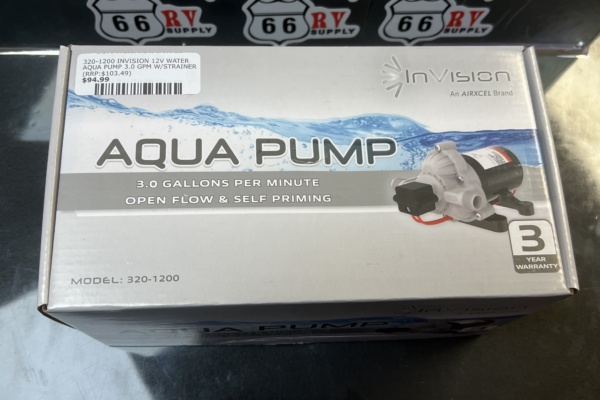 66 RV
SUPPLY
66 RV
SUPPLY
66 RV
SUPPLY
320-1200 INVISION 12V WATER
AQUA PUMP 3.0 GPM W/STRAINER
(RRP:$103.49)
$94.99
InVision
An AIRXCEL Brand
AQUA PUMP
3.0 GALLONS PER MINUTE
OPEN FLOW & SELF PRIMING
3
YEAR
WARRANTY
MODEL: 320-1200
AQUA PUMP